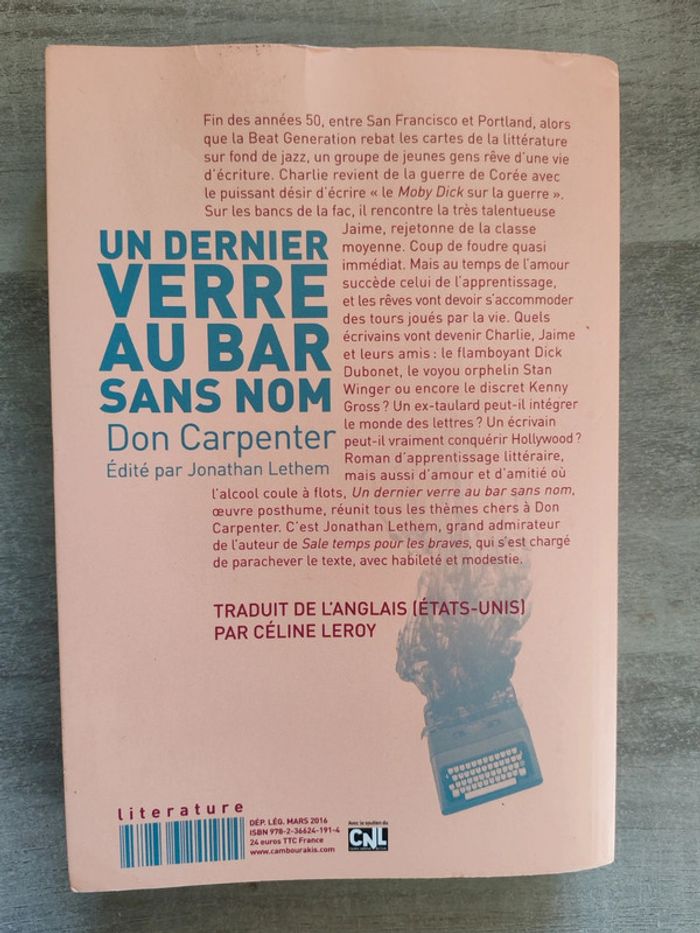 Fin des années 50, entre San Francisco et Portland, alors
que la Beat Generation rebat les cartes de la littérature
sur fond de jazz, un groupe de jeunes gens rêve d'une vie
d'écriture. Charlie revient de la guerre de Corée avec
le puissant désir d'écrire « le Moby Dick sur la guerre ».
Sur les bancs de la fac, il rencontre la très talentueuse
Jaime, rejetonne de la classe
moyenne. Coup de foudre quasi
immédiat. Mais au temps de l'amour
succède celui de l'apprentissage,
et les rêves vont devoir s'accommoder
des tours joués par la vie. Quels
écrivains vont devenir Charlie, Jaime
et leurs amis : le flamboyant Dick
Dubonet, le voyou orphelin Stan
Winger ou encore le discret Kenny
Gross ? Un ex-taulard peut-il intégrer
le monde des lettres ? Un écrivain
peut-il vraiment conquérir Hollywood ?
Roman d'apprentissage littéraire,
mais aussi d'amour et d'amitié où
l'alcool coule à flots, Un dernier verre au bar sans nom,
œuvre posthume, réunit tous les thèmes chers à Don
Carpenter. C'est Jonathan Lethem, grand admirateur
de l'auteur de Sale temps pour les braves, qui s'est chargé
de parachever le texte, avec habileté et modestie.
UN DERNIER
VERRE
AU BAR
SANS NOM
Don Carpenter
Édité par Jonathan Lethem
TRADUIT DE L'ANGLAIS (ÉTATS-UNIS)
PAR CÉLINE LEROY
literature
DÉP. LÉG. MARS 2016
ISBN 978-2-36624-191-4
24 euros TTC France
www.cambourakis.com
Avec le soutien du
CNL